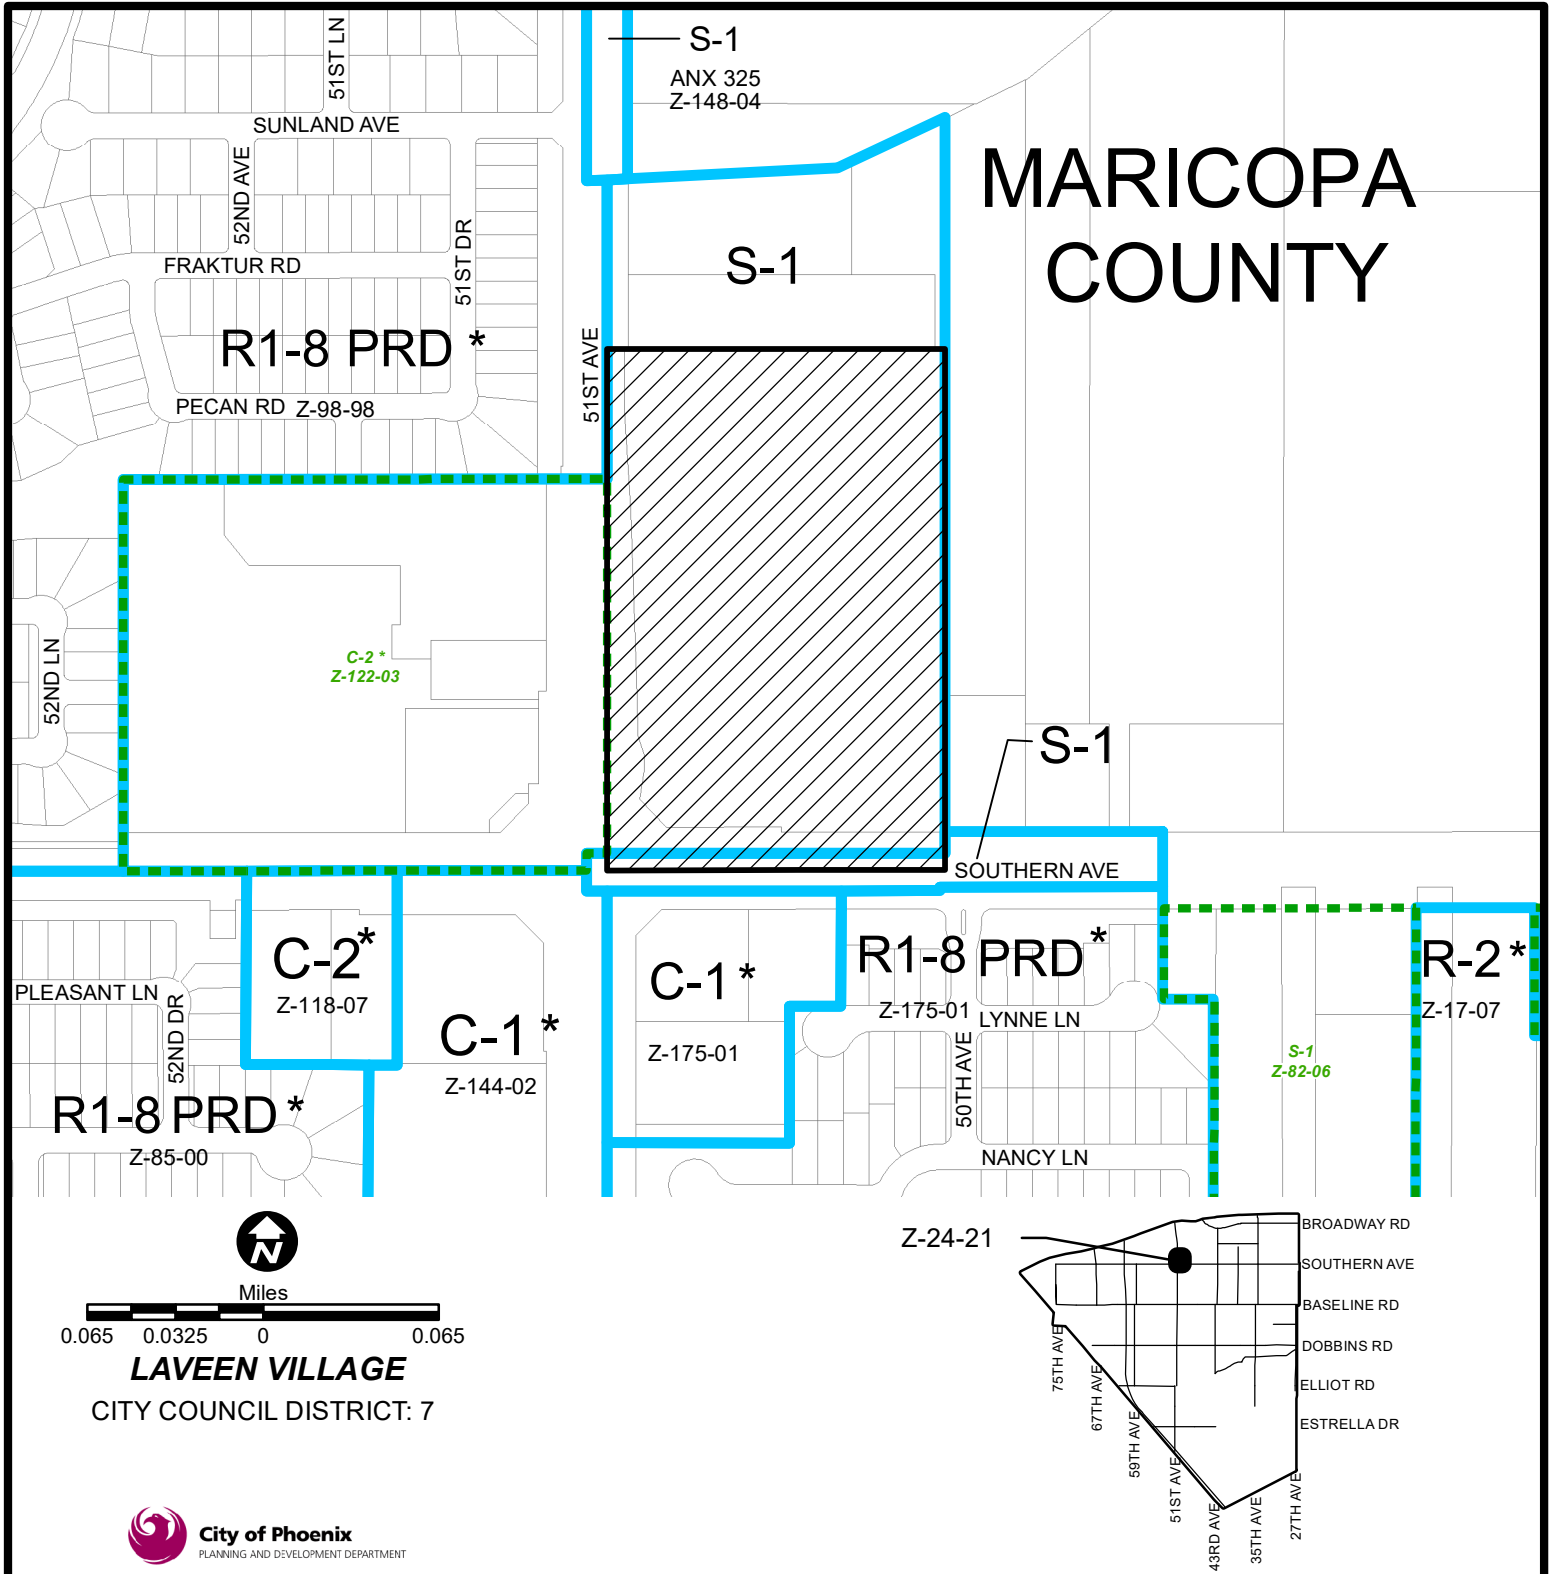 S-1
ANX 325
Z-148-04
51ST LN
SUNLAND AVE
52ND AVE
51ST DR
FRAKTUR RD
R1-8 PRD *
PECAN RD Z-98-98
51ST AVE
S-1
MARICOPA
COUNTY
C-2 *
Z-122-03
52ND LN
S-1
SOUTHERN AVE
C-2 *
Z-118-07
PLEASANT LN
52ND DR
C-1 *
Z-144-02
R1-8 PRD *
Z-85-00
C-1 *
Z-175-01
R1-8 PRD *
Z-175-01
LYNNE LN
50TH AVE
NANCY LN
S-1
Z-82-06
R-2 *
Z-17-07
N
Miles
0.065 0.0325 0 0.065
LAVEEN VILLAGE
CITY COUNCIL DISTRICT: 7
City of Phoenix
PLANNING AND DEVELOPMENT DEPARTMENT
Z-24-21
BROADWAY RD
SOUTHERN AVE
BASELINE RD
DOBBINS RD
ELLIOT RD
ESTRELLA DR
75TH AVE
67TH AVE
59TH AVE
51ST AVE
43RD AVE
35TH AVE
27TH AVE